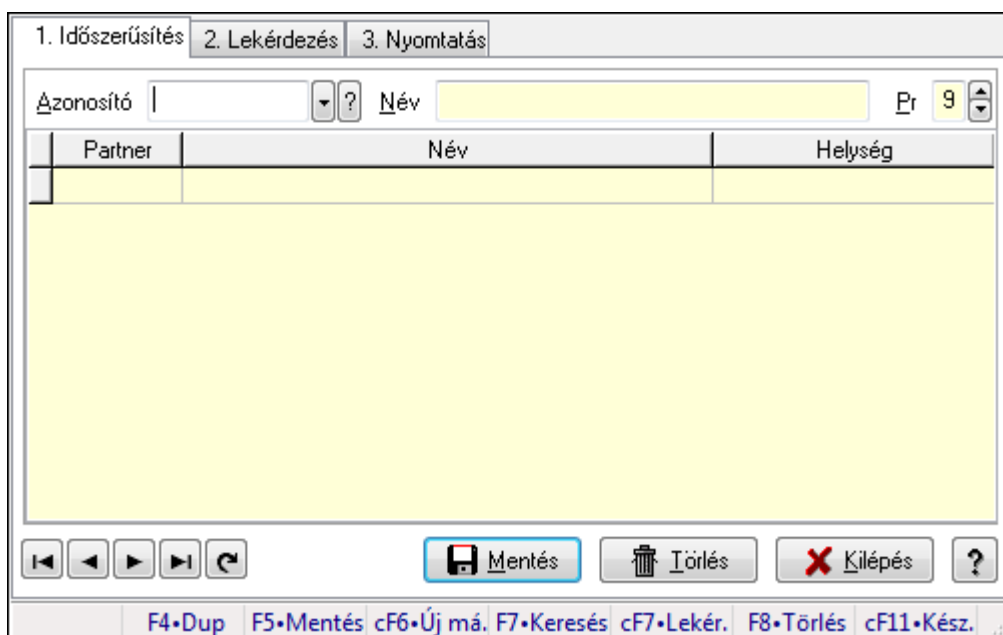 1. Időszerűsítés 2. Lekérdezés 3. Nyomtatás
Azonosító ? Név Pr 9
Partner Név Helység
Mentés Törlés Kilépés ?
F4•Dup F5•Mentés cF6•Új má. F7•Keresés cF7•Lekér. F8•Törlés cF11•Kész.